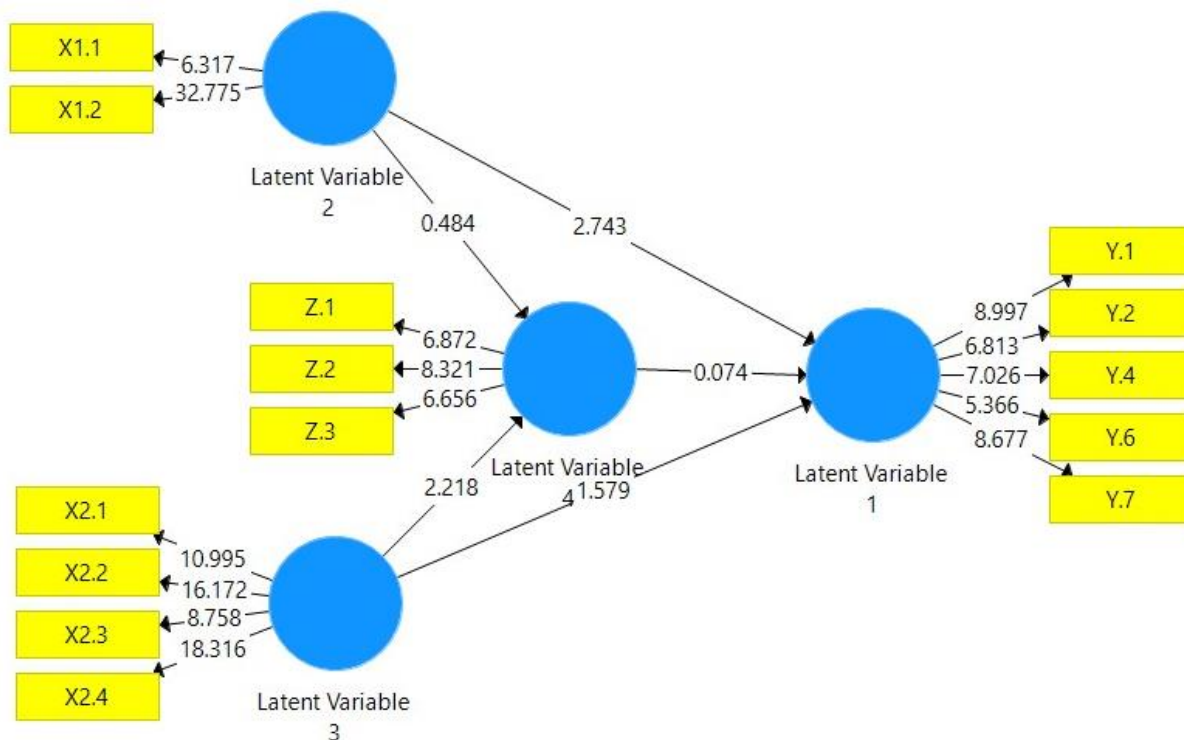 X1.1
6.317
32.775
X1.2
Latent Variable
2
0.484
2.743
Z.1
6.872
Z.2
8.321
Z.3
6.656
0.074
Y.1
8.997
Y.2
6.813
Y.4
7.026
5.366
Y.6
8.677
Y.7
Latent Variable
4
2.218
1.579
Latent Variable
1
X2.1
10.995
X2.2
16.172
X2.3
8.758
X2.4
18.316
Latent Variable
3